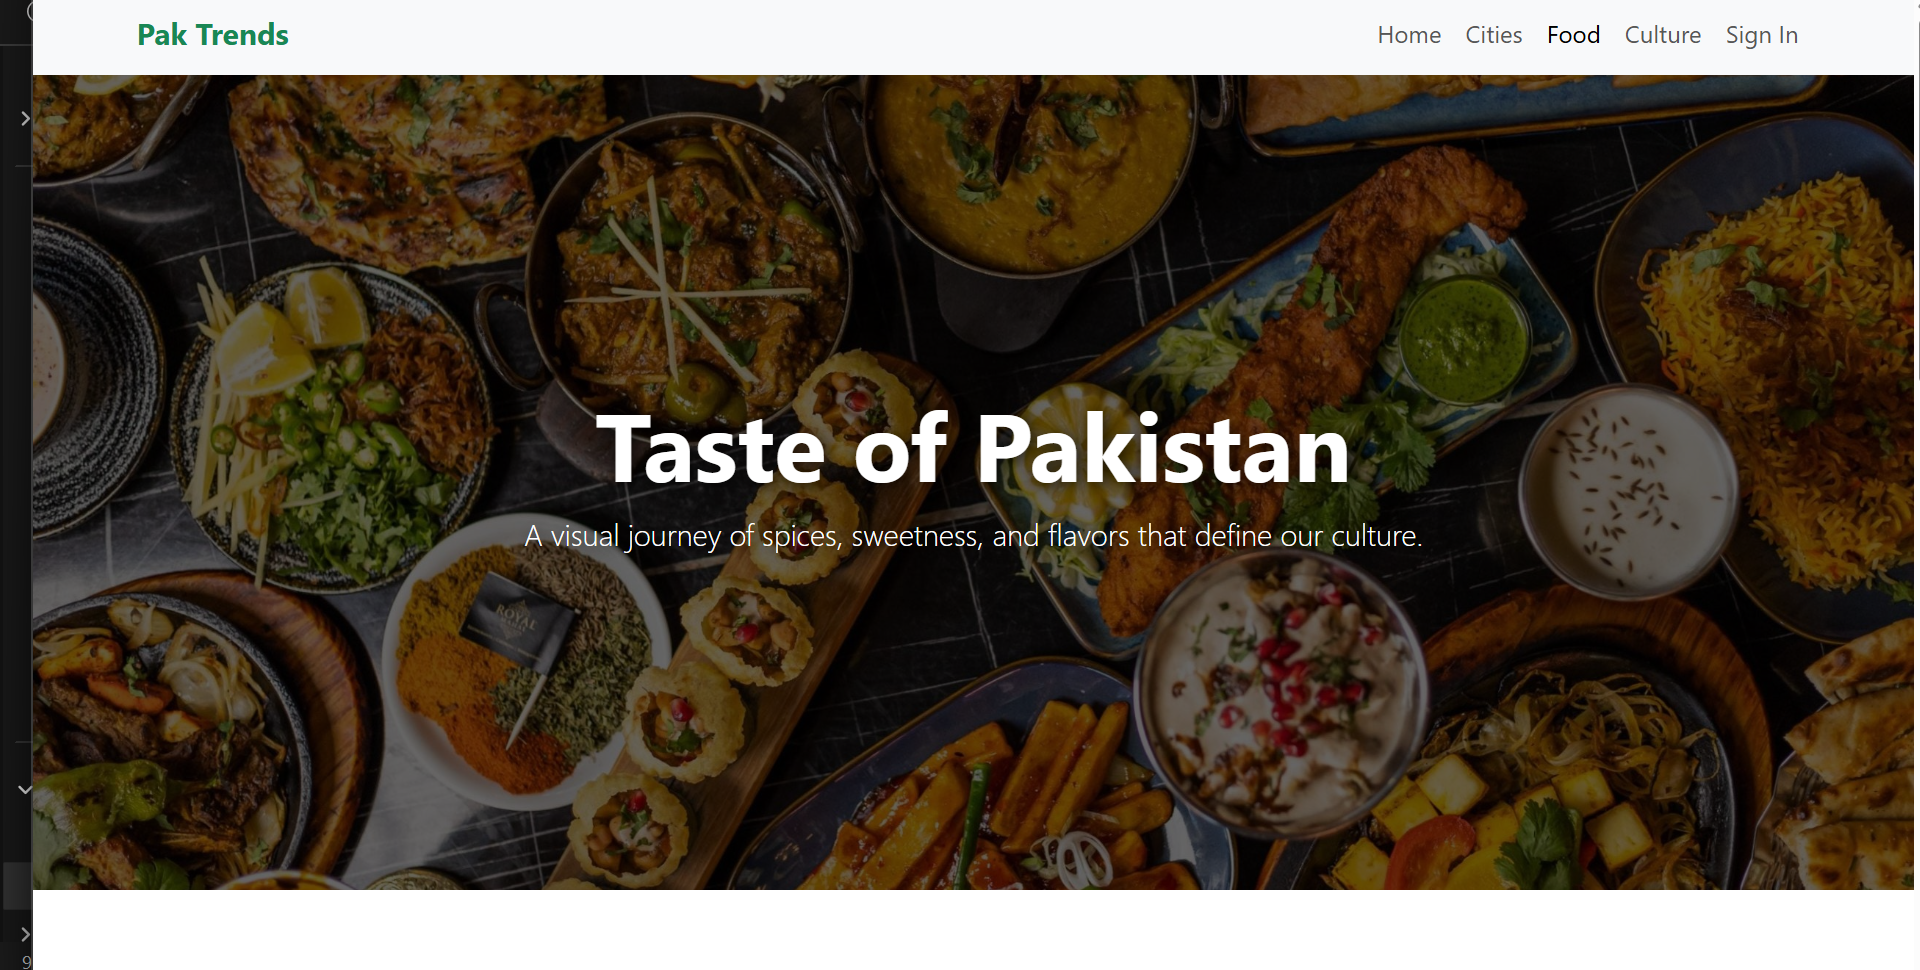 Pak Trends
Home Cities Food Culture Sign In
Taste of Pakistan
A visual journey of spices, sweetness, and flavors that define our culture.
ROYAL
9